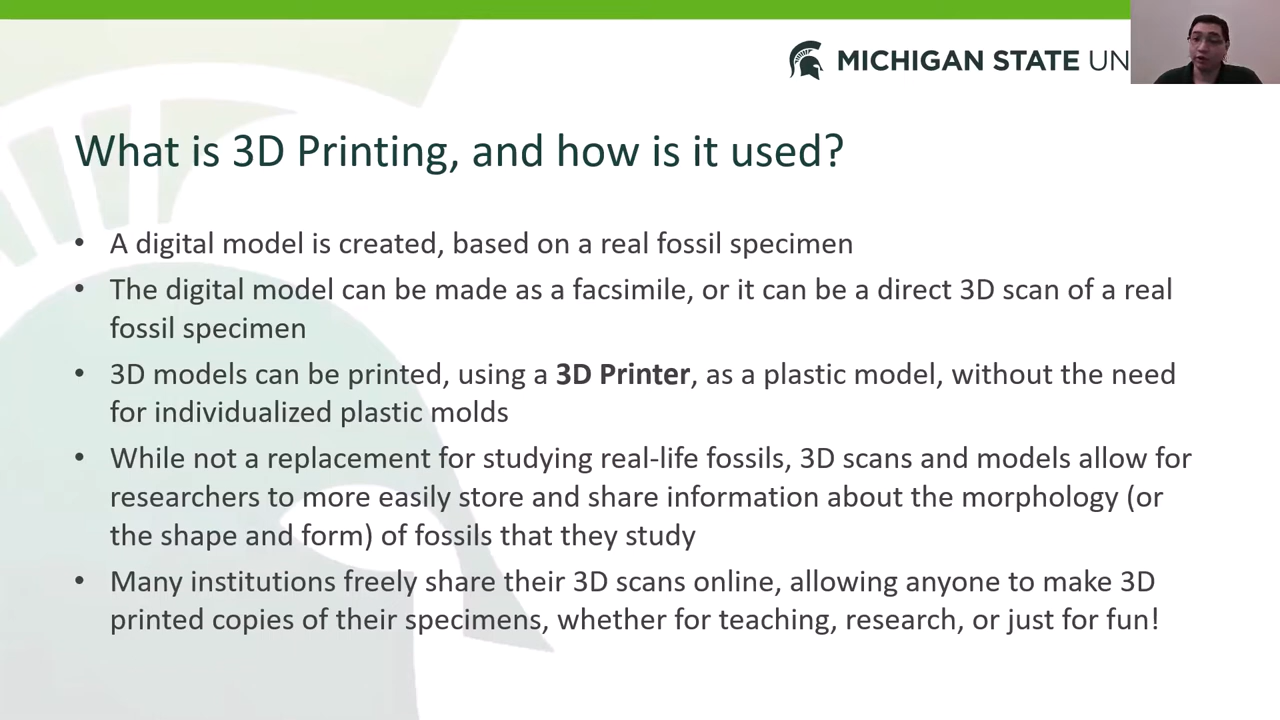 MICHIGAN STATE UN
What is 3D Printing, and how is it used?
• A digital model is created, based on a real fossil specimen
• The digital model can be made as a facsimile, or it can be a direct 3D scan of a real
fossil specimen
• 3D models can be printed, using a 3D Printer, as a plastic model, without the need
for individualized plastic molds
• While not a replacement for studying real-life fossils, 3D scans and models allow for
researchers to more easily store and share information about the morphology (or
the shape and form) of fossils that they study
• Many institutions freely share their 3D scans online, allowing anyone to make 3D
printed copies of their specimens, whether for teaching, research, or just for fun!